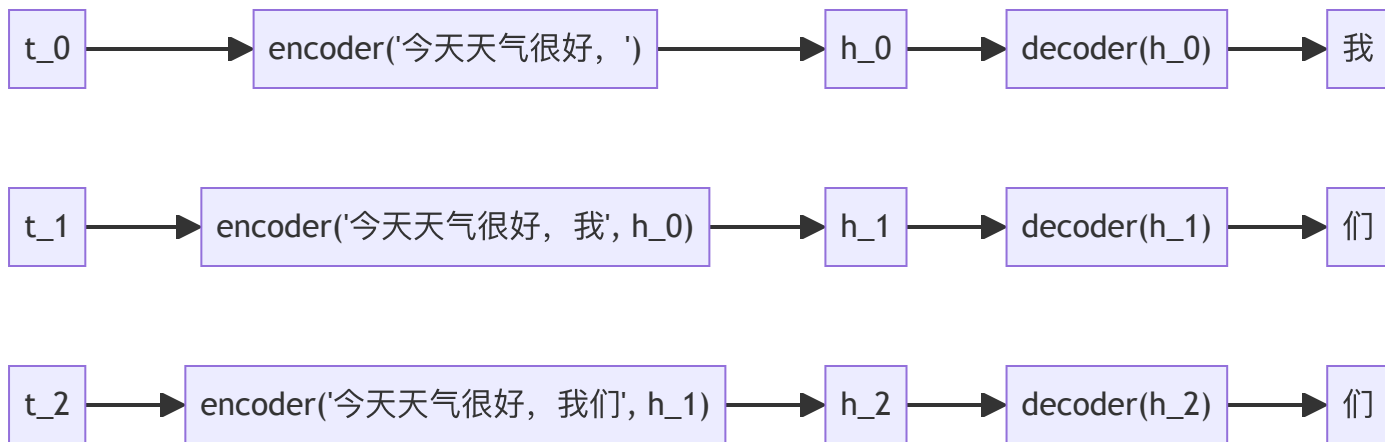 t_0 encoder('今天天气很好，') h_0 decoder(h_0) 我
t_1 encoder('今天天气很好，我', h_0) h_1 decoder(h_1) 们
t_2 encoder('今天天气很好，我们', h_1) h_2 decoder(h_2) 们